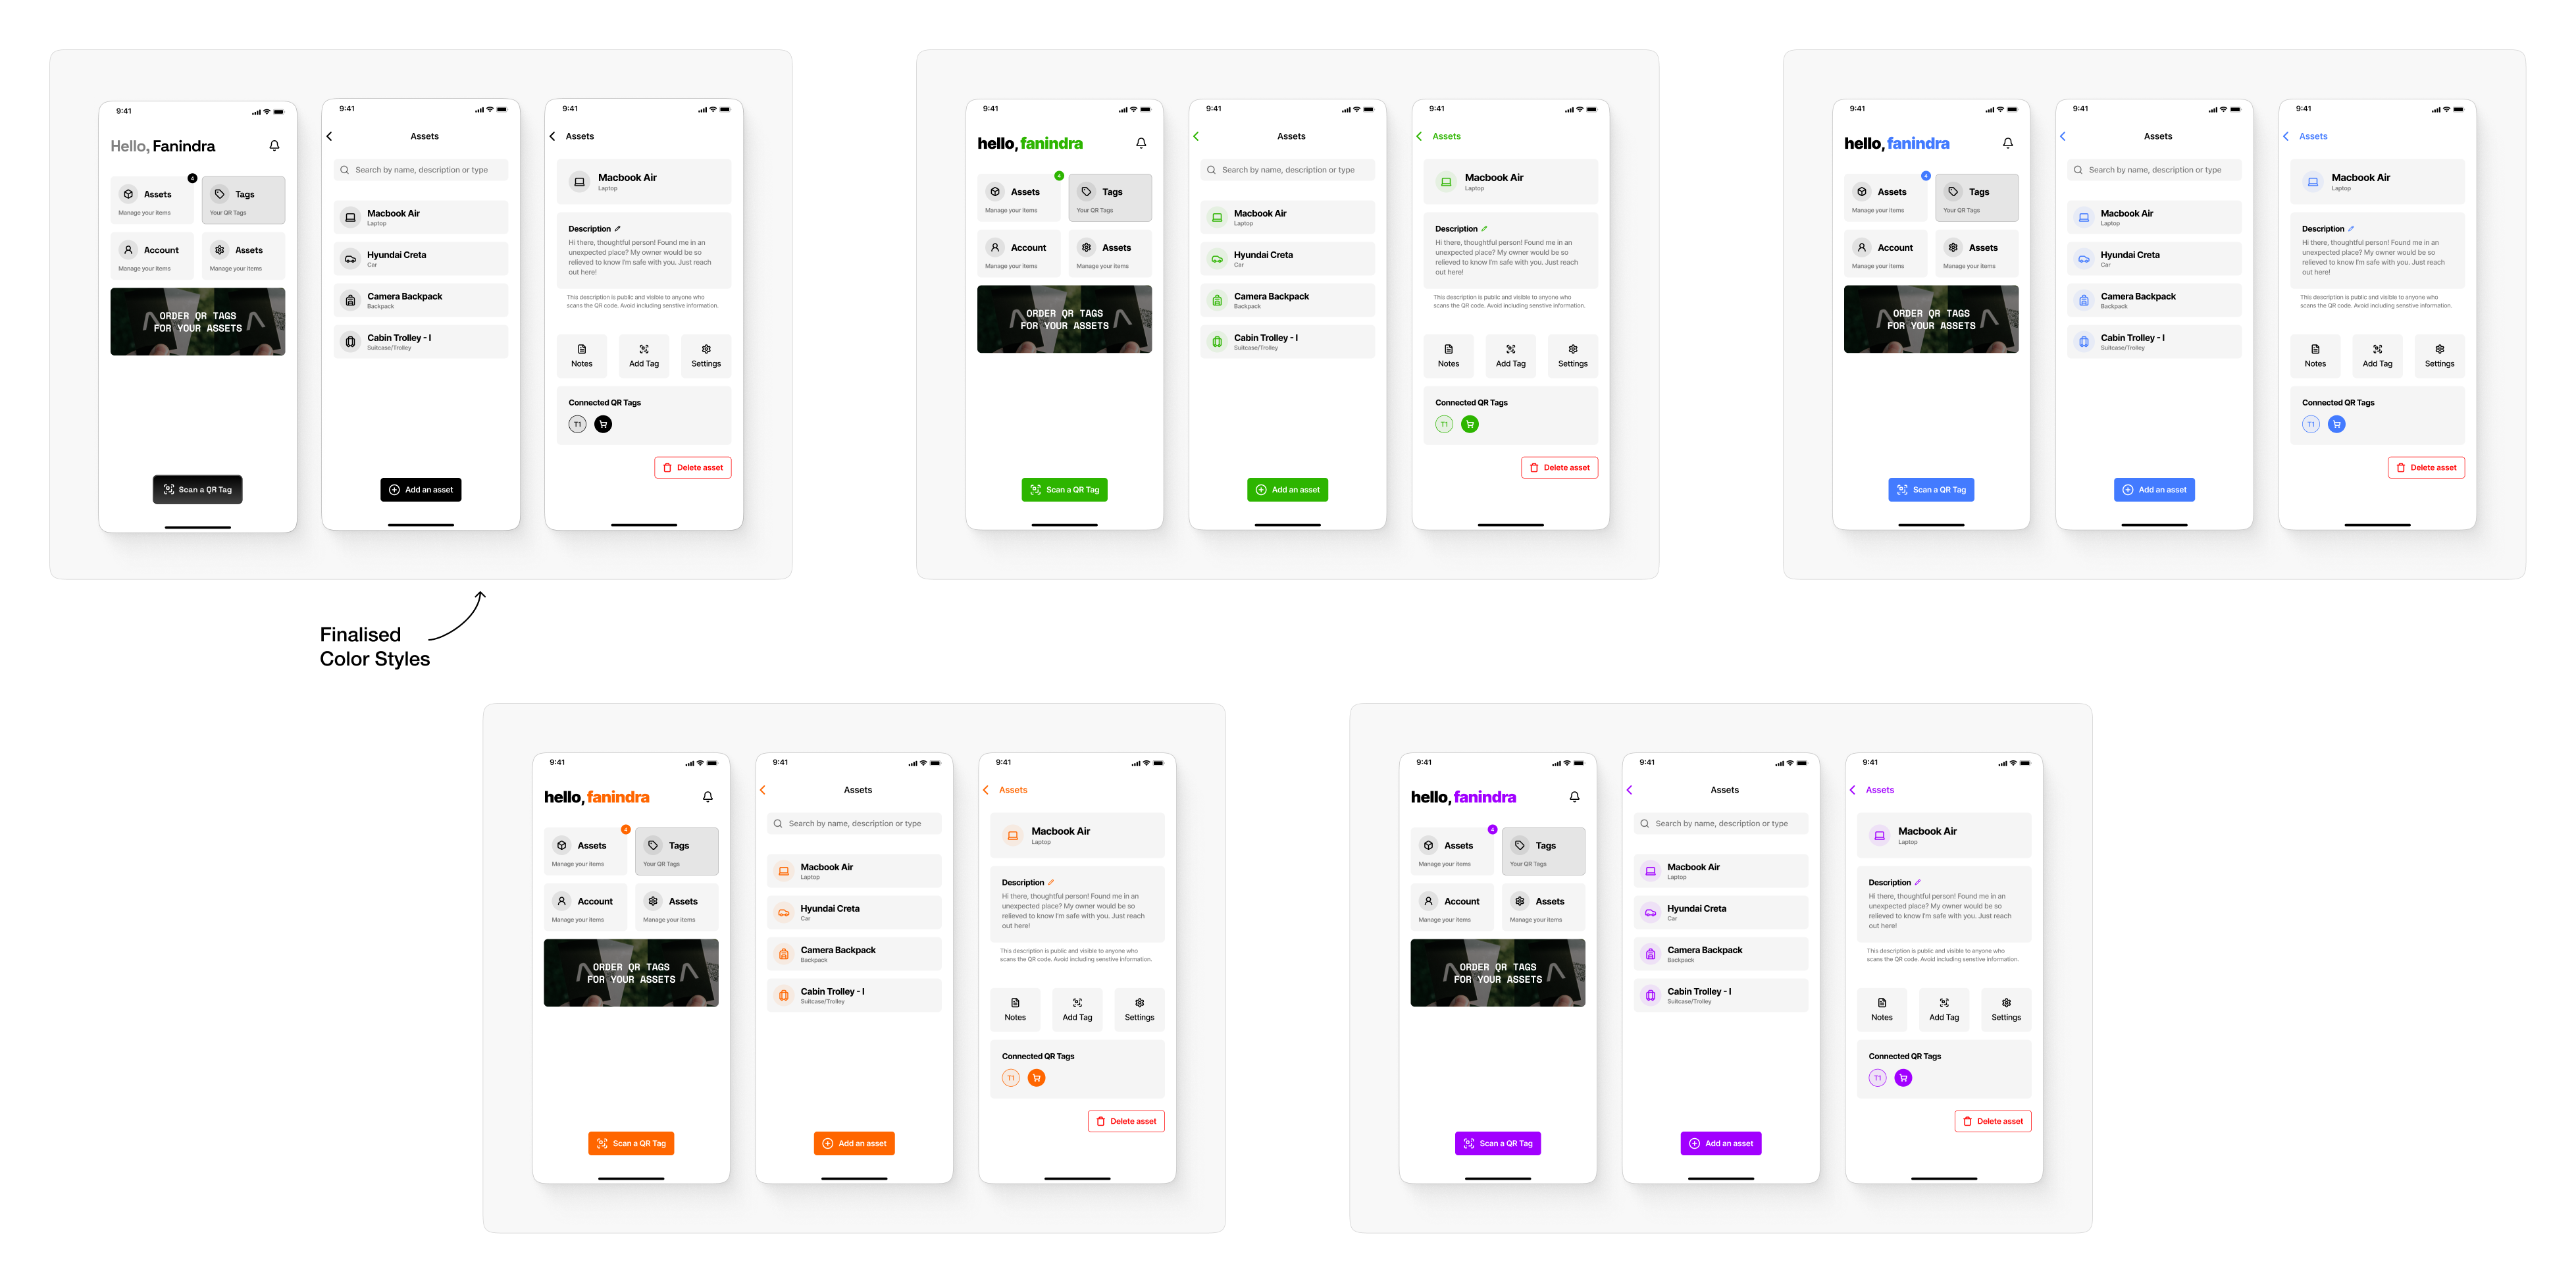 9:41
Hello, Fanindra
4
Assets
Manage your items
Tags
Your QR Tags
Account
Manage your items
Assets
Manage your items
ORDER QR TAGS
FOR YOUR ASSETS
Scan a QR Tag
9:41
Assets
Search by name, description or type
Macbook Air
Laptop
Hyundai Creta
Car
Camera Backpack
Backpack
Cabin Trolley - I
Suitcase/Trolley
Add an asset
9:41
Assets
Macbook Air
Laptop
Description
Hi there, thoughtful person! Found me in an
unexpected place? My owner would be so
relieved to know I'm safe with you. Just reach
out here!
This description is public and visible to anyone who
scans the QR code. Avoid including senstive information.
Notes
Add Tag
Settings
Connected QR Tags
T1
Delete asset
9:41
hello, fanindra
4
Assets
Manage your items
Tags
Your QR Tags
Account
Manage your items
Assets
Manage your items
ORDER QR TAGS
FOR YOUR ASSETS
Scan a QR Tag
9:41
Assets
Search by name, description or type
Macbook Air
Laptop
Hyundai Creta
Car
Camera Backpack
Backpack
Cabin Trolley - I
Suitcase/Trolley
Add an asset
9:41
Assets
Macbook Air
Laptop
Description
Hi there, thoughtful person! Found me in an
unexpected place? My owner would be so
relieved to know I'm safe with you. Just reach
out here!
This description is public and visible to anyone who
scans the QR code. Avoid including senstive information.
Notes
Add Tag
Settings
Connected QR Tags
T1
Delete asset
9:41
hello, fanindra
4
Assets
Manage your items
Tags
Your QR Tags
Account
Manage your items
Assets
Manage your items
ORDER QR TAGS
FOR YOUR ASSETS
Scan a QR Tag
9:41
Assets
Search by name, description or type
Macbook Air
Laptop
Hyundai Creta
Car
Camera Backpack
Backpack
Cabin Trolley - I
Suitcase/Trolley
Add an asset
9:41
Assets
Macbook Air
Laptop
Description
Hi there, thoughtful person! Found me in an
unexpected place? My owner would be so
relieved to know I'm safe with you. Just reach
out here!
This description is public and visible to anyone who
scans the QR code. Avoid including senstive information.
Notes
Add Tag
Settings
Connected QR Tags
T1
Delete asset
Finalised
Color Styles
9:41
hello, fanindra
4
Assets
Manage your items
Tags
Your QR Tags
Account
Manage your items
Assets
Manage your items
ORDER QR TAGS
FOR YOUR ASSETS
Scan a QR Tag
9:41
Assets
Search by name, description or type
Macbook Air
Laptop
Hyundai Creta
Car
Camera Backpack
Backpack
Cabin Trolley - I
Suitcase/Trolley
Add an asset
9:41
Assets
Macbook Air
Laptop
Description
Hi there, thoughtful person! Found me in an
unexpected place? My owner would be so
relieved to know I'm safe with you. Just reach
out here!
This description is public and visible to anyone who
scans the QR code. Avoid including senstive information.
Notes
Add Tag
Settings
Connected QR Tags
T1
Delete asset
9:41
hello, fanindra
4
Assets
Manage your items
Tags
Your QR Tags
Account
Manage your items
Assets
Manage your items
ORDER QR TAGS
FOR YOUR ASSETS
Scan a QR Tag
9:41
Assets
Search by name, description or type
Macbook Air
Laptop
Hyundai Creta
Car
Camera Backpack
Backpack
Cabin Trolley - I
Suitcase/Trolley
Add an asset
9:41
Assets
Macbook Air
Laptop
Description
Hi there, thoughtful person! Found me in an
unexpected place? My owner would be so
relieved to know I'm safe with you. Just reach
out here!
This description is public and visible to anyone who
scans the QR code. Avoid including senstive information.
Notes
Add Tag
Settings
Connected QR Tags
T1
Delete asset